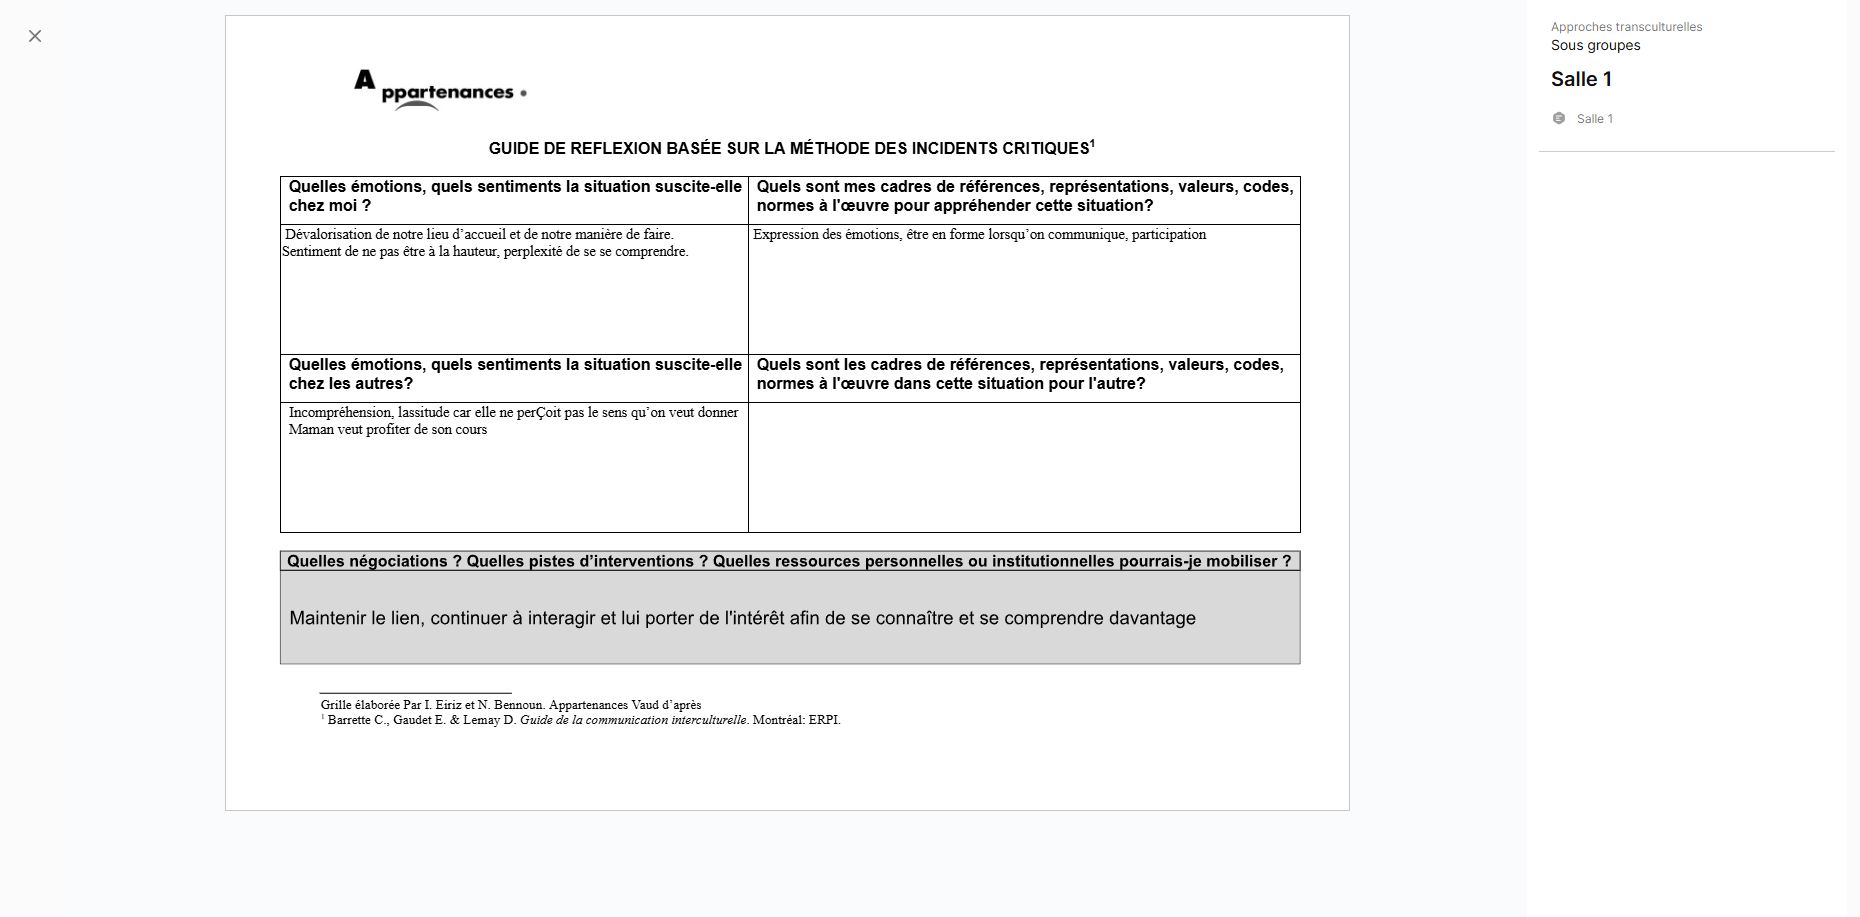 Appartenances
GUIDE DE REFLEXION BASÉE SUR LA MÉTHODE DES INCIDENTS CRITIQUES1
Quelles émotions, quels sentiments la situation suscite-elle
chez moi ?
Quels sont mes cadres de références, représentations, valeurs, codes,
normes à l'œuvre pour appréhender cette situation?
Dévalorisation de notre lieu d’accueil et de notre manière de faire.
Sentiment de ne pas être à la hauteur, perplexité de se se comprendre.
Expression des émotions, être en forme lorsqu’on communique, participation
Quelles émotions, quels sentiments la situation suscite-elle
chez les autres?
Quels sont les cadres de références, représentations, valeurs, codes,
normes à l'œuvre dans cette situation pour l'autre?
Incompréhension, lassitude car elle ne perÇoit pas le sens qu’on veut donner
Maman veut profiter de son cours
Quelles négociations ? Quelles pistes d’interventions ? Quelles ressources personnelles ou institutionnelles pourrais-je mobiliser ?
Maintenir le lien, continuer à interagir et lui porter de l'intérêt afin de se connaître et se comprendre davantage
Grille élaborée Par I. Eiriz et N. Bennoun. Appartenances Vaud d’après
1 Barrette C., Gaudet E. & Lemay D. Guide de la communication interculturelle. Montréal: ERPI.
Approches transculturelles
Sous groupes
Salle 1
Salle 1